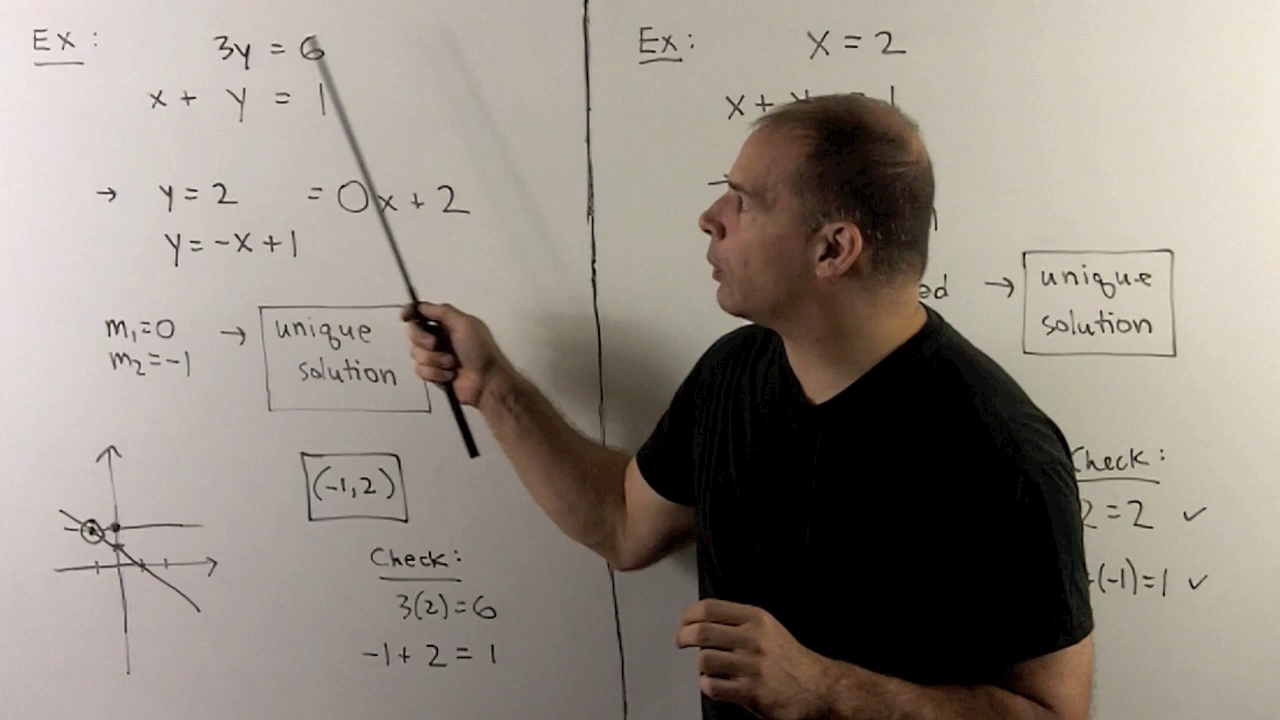 Ex:
3y = 6
x + y = 1
→ y = 2 = 0x + 2
y = -x + 1
m₁=0
m₂=-1
→ unique
solution
(-1,2)
Check:
3(2)=6
-1+ 2 = 1
Ex:
x = 2
x +
→ unique
solution
Check:
2 = 2 ✓
(-1)=1 ✓